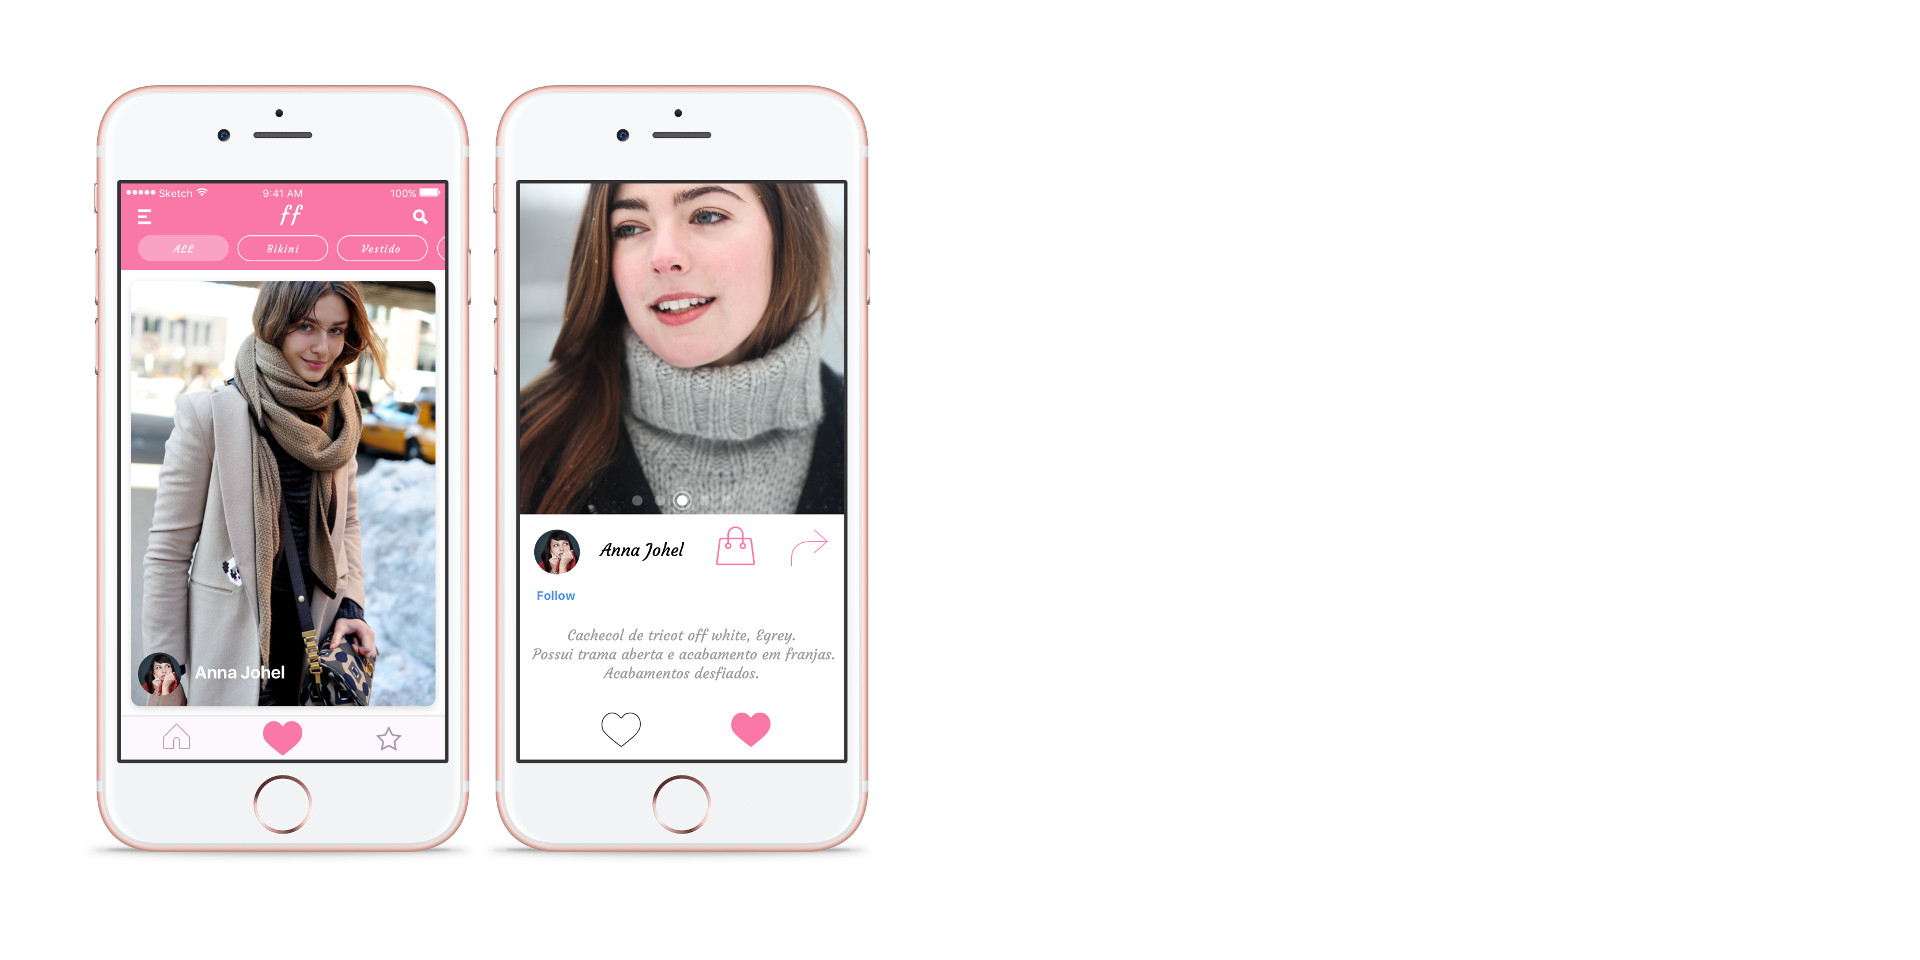 Sketch 9:41 AM 100%
ff
ALL Bikini Vestido
Anna Johel
Anna Johel
Follow
Cachecol de tricot off white, Egrey.
Possui trama aberta e acabamento em franjas.
Acabamentos desfiados.